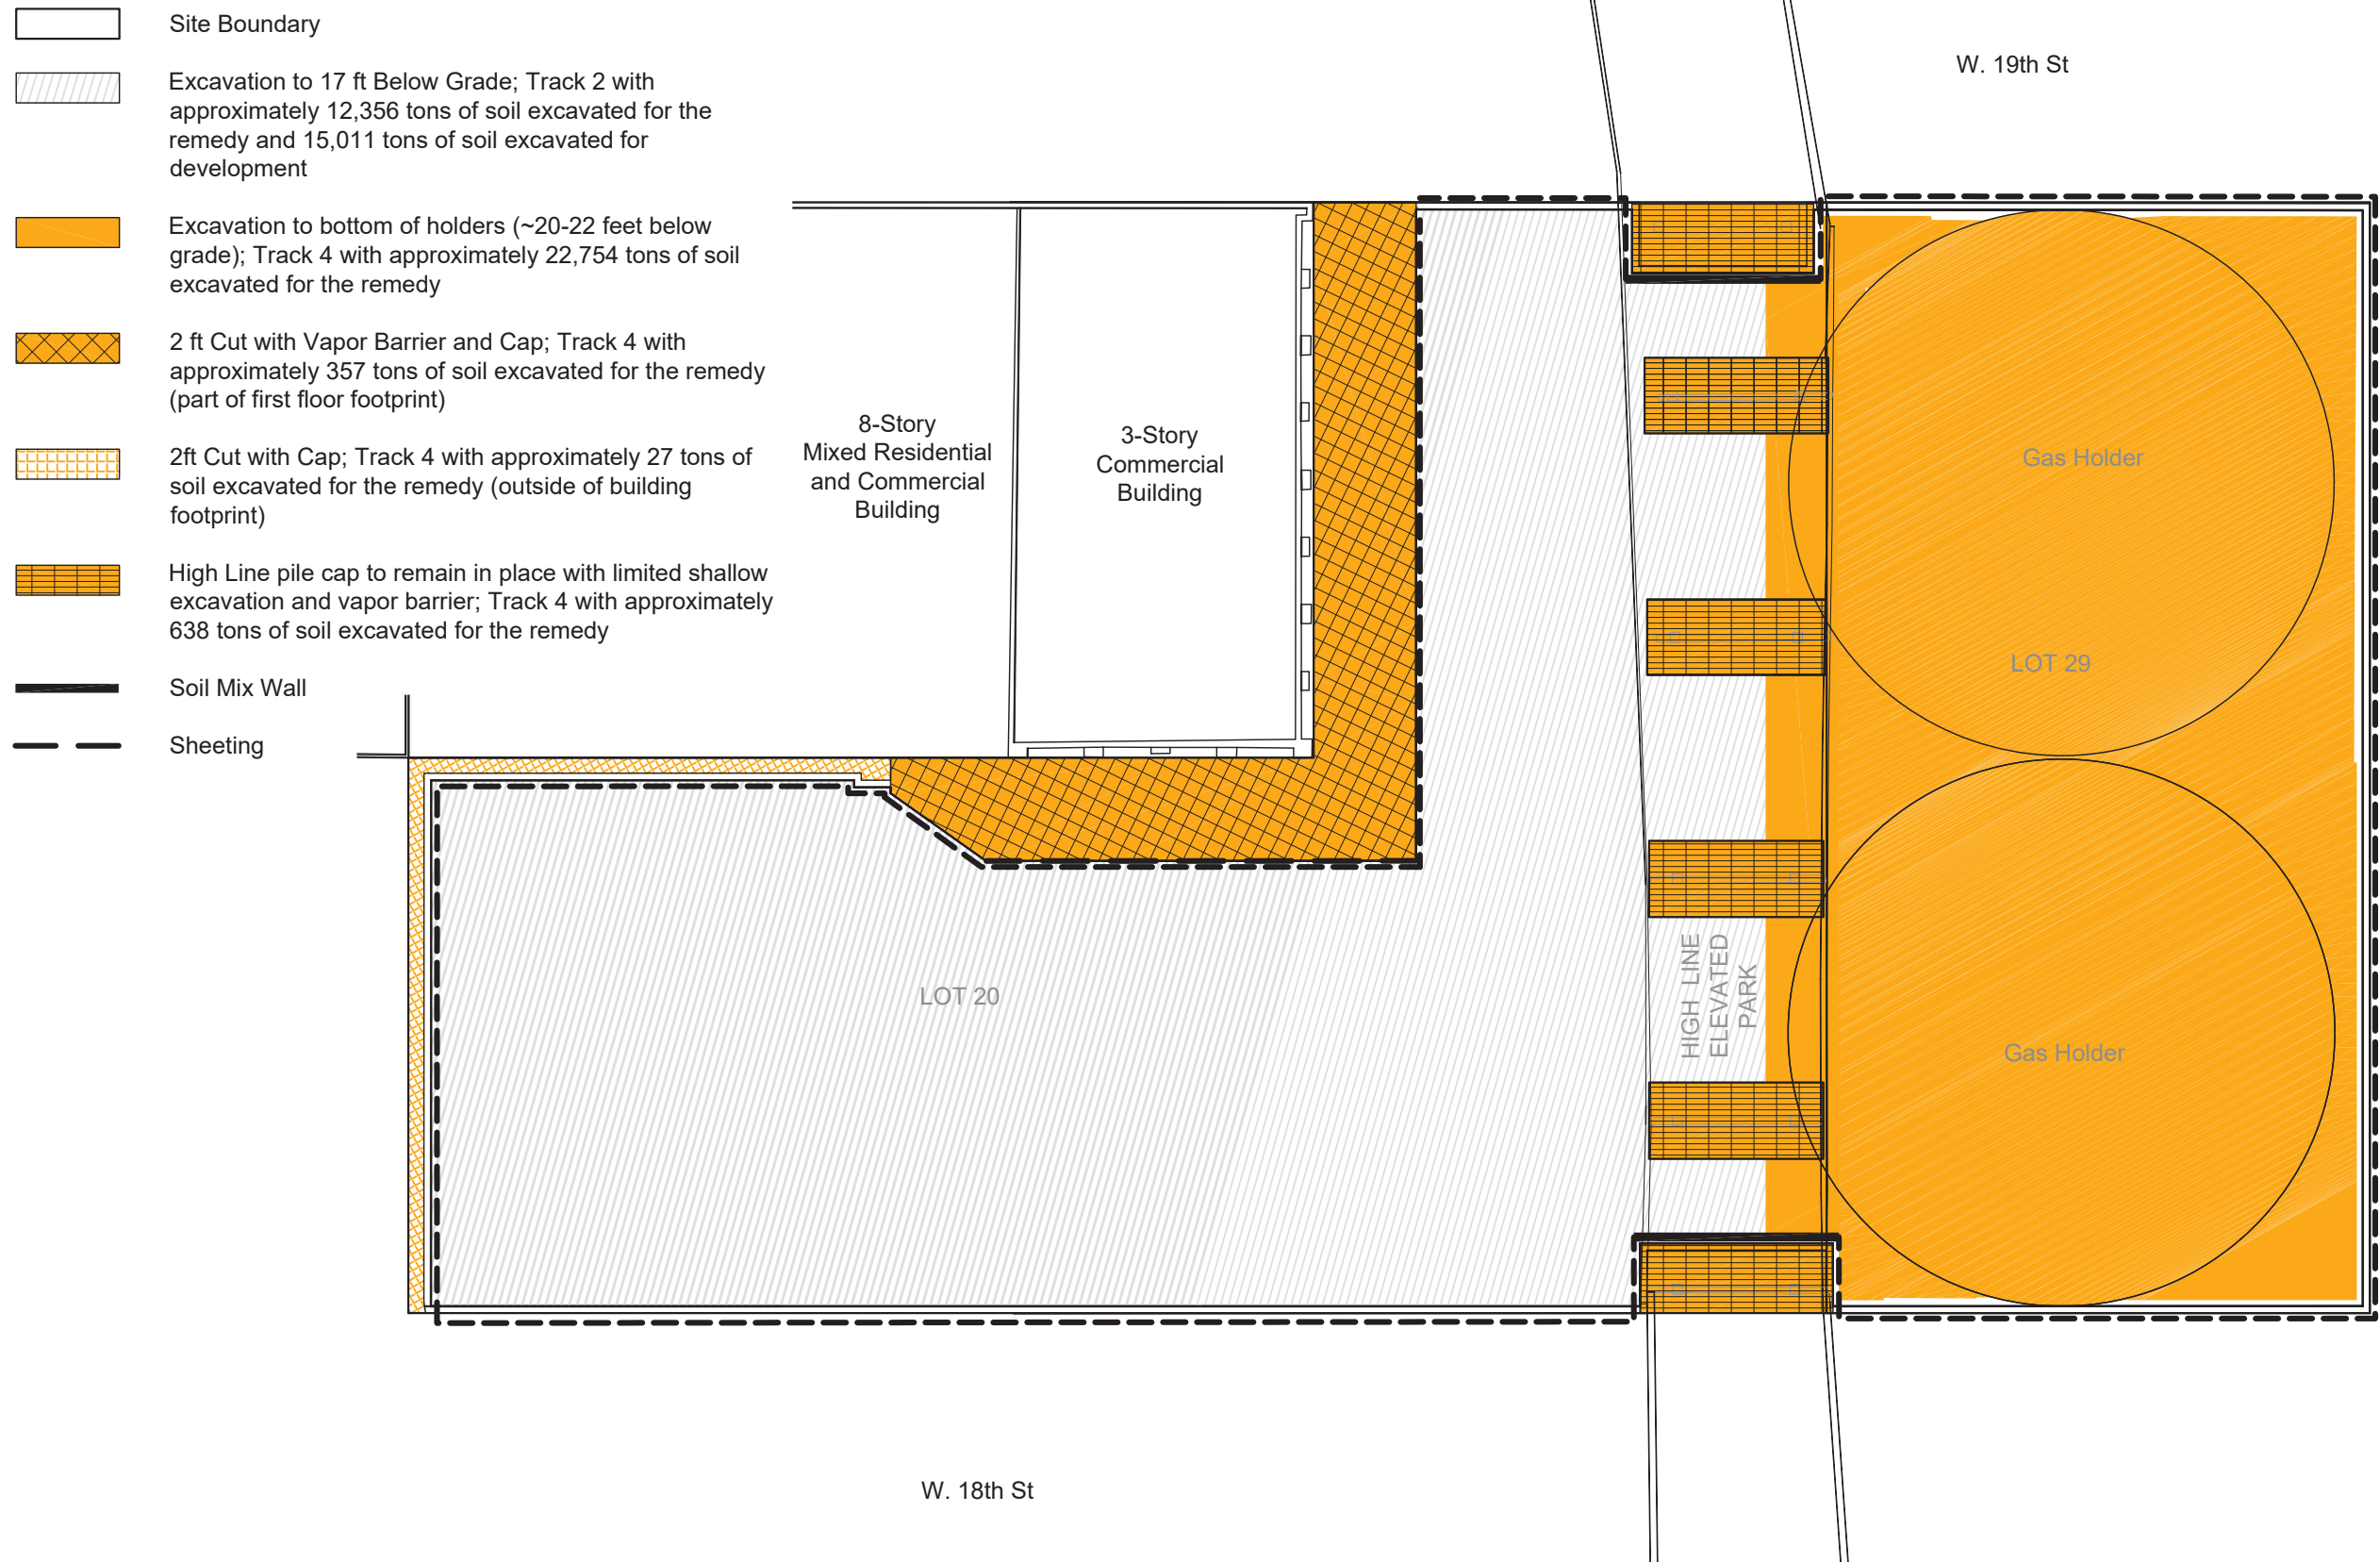 Site Boundary
Excavation to 17 ft Below Grade; Track 2 with
approximately 12,356 tons of soil excavated for the
remedy and 15,011 tons of soil excavated for
development
Excavation to bottom of holders (~20-22 feet below
grade); Track 4 with approximately 22,754 tons of soil
excavated for the remedy
2 ft Cut with Vapor Barrier and Cap; Track 4 with
approximately 357 tons of soil excavated for the remedy
(part of first floor footprint)
2ft Cut with Cap; Track 4 with approximately 27 tons of
soil excavated for the remedy (outside of building
footprint)
High Line pile cap to remain in place with limited shallow
excavation and vapor barrier; Track 4 with approximately
638 tons of soil excavated for the remedy
Soil Mix Wall
Sheeting
W. 19th St
8-Story
Mixed Residential
and Commercial
Building
3-Story
Commercial
Building
Gas Holder
LOT 29
LOT 20
HIGH LINE
ELEVATED
PARK
Gas Holder
W. 18th St